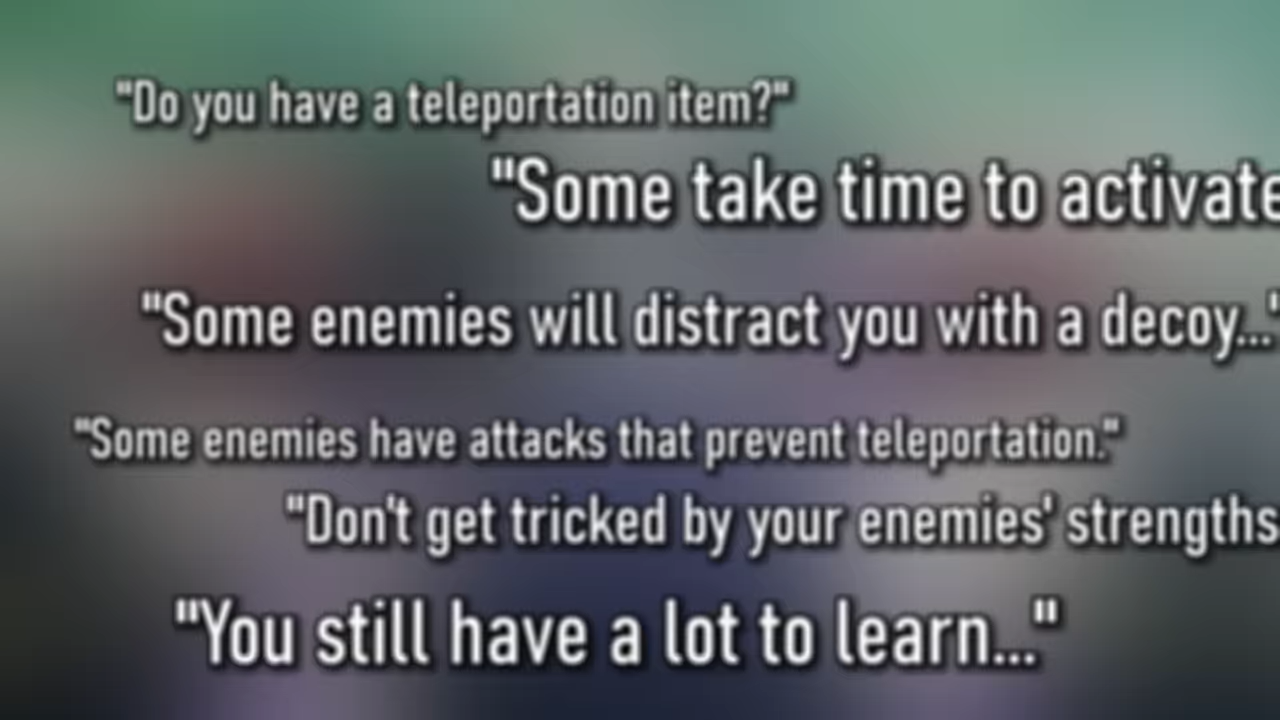 "Do you have a teleportation item?"
"Some take time to activate
"Some enemies will distract you with a decoy..."
"Some enemies have attacks that prevent teleportation."
"Don't get tricked by your enemies' strengths
"You still have a lot to learn..."